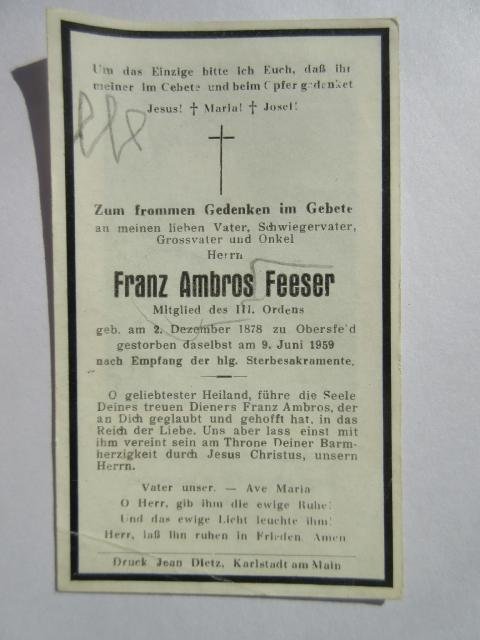 Um das Einzige bitte ich Euch, daß ihr
meiner im Gebete und beim Opfer gedenket
Jesus! † Maria! † Josef!
Zum frommen Gedenken im Gebete
an meinen lieben Vater, Schwiegervater,
Grossvater und Onkel
Herrn
Franz Ambros Feeser
Mitglied des III. Ordens
geb. am 2. Dezember 1878 zu Obersfe'd
gestorben daselbst am 9. Juni 1959
nach Empfang der hlg. Sterbesakramente.
O geliebtester Heiland, führe die Seele
Deines treuen Dieners Franz Ambros, der
an Dich geglaubt und gehofft hat, in das
Reich der Liebe. Uns aber lass einst mit
ihm vereint sein am Throne Deiner Barm-
herzigkeit durch Jesus Christus, unsern
Herrn.
Vater unser. — Ave Maria
O Herr, gib ihm die ewige Ruhe!
Und das ewige Licht leuchte ihm!
Herr, laß Ihn ruhen in Frieden. Amen
Druck Jean Dietz, Karlstadt am Main